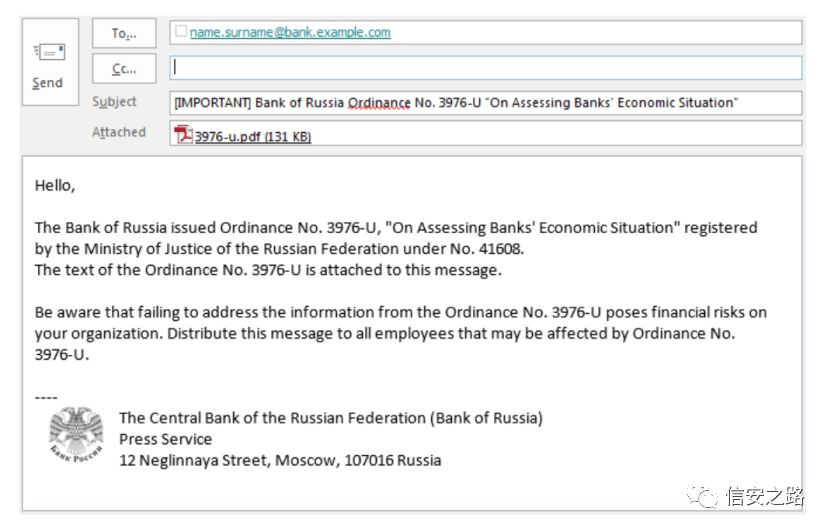 To...
name.surname@bank.example.com
Cc...
Send
Subject
[IMPORTANT] Bank of Russia Ordinance No. 3976-U "On Assessing Banks' Economic Situation"
Attached
3976-u.pdf (131 KB)
Hello,
The Bank of Russia issued Ordinance No. 3976-U, "On Assessing Banks' Economic Situation" registered
by the Ministry of Justice of the Russian Federation under No. 41608.
The text of the Ordinance No. 3976-U is attached to this message.
Be aware that failing to address the information from the Ordinance No. 3976-U poses financial risks on
your organization. Distribute this message to all employees that may be affected by Ordinance No.
3976-U.
----
The Central Bank of the Russian Federation (Bank of Russia)
Press Service
12 Neglinnaya Street, Moscow, 107016 Russia
Банк России
信安之路